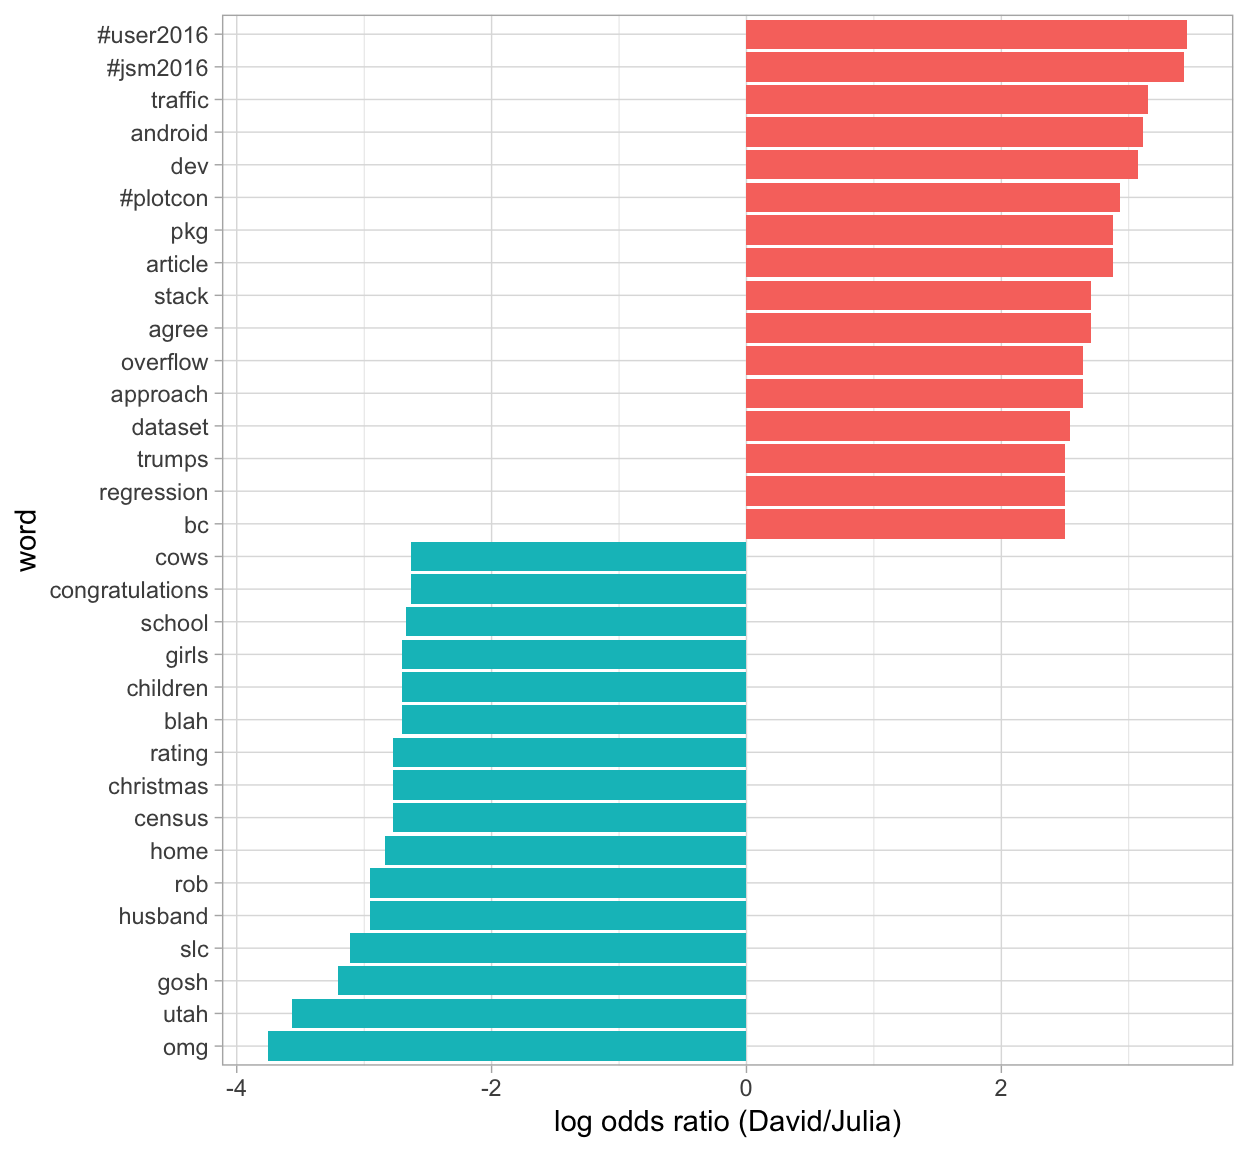 #user2016
#jsm2016
traffic
android
dev
#plotcon
pkg
article
stack
agree
overflow
approach
dataset
trumps
regression
bc
cows
congratulations
school
girls
children
blah
rating
christmas
census
home
rob
husband
slc
gosh
utah
omg
word
-4 -2 0 2
log odds ratio (David/Julia)